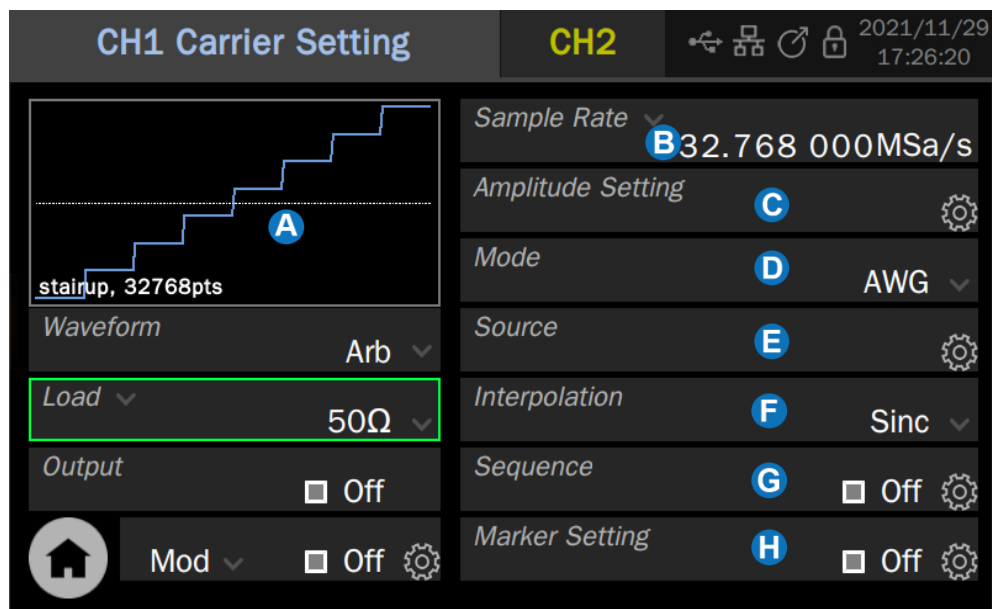 CH1 Carrier Setting
CH2
2021/11/29
17:26:20
A
stairup, 32768pts
Waveform
Arb
Load
50Ω
Output
Off
Mod
Off
Sample Rate
B
32.768 000MSa/s
Amplitude Setting
C
Mode
D
AWG
Source
E
Interpolation
F
Sinc
Sequence
G
Off
Marker Setting
H
Off